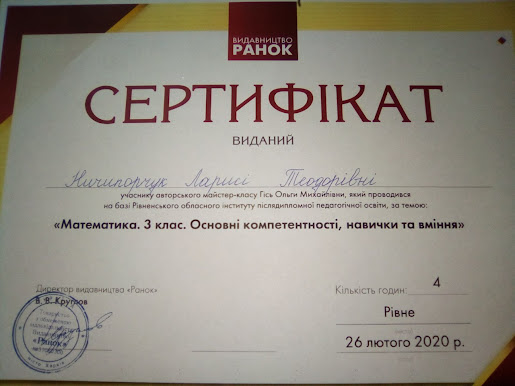 ВИДАВНИЦТВО
РАНОК
СЕРТИФІКАТ
ВИДАНИЙ
Ничипорчук Ларисі Теодорівні
учаснику авторського майстер-класу Гісь Ольги Михайлівни, який проводився
на базі Рівненського обласного інституту післядипломної педагогічної освіти, за темою:
«Математика. 3 клас. Основні компетентності, навички та вміння»
Директор видавництва «Ранок»
В. В. Круглов
Кількість годин: 4
Рівне
26 лютого 2020 р.
«Ранок»